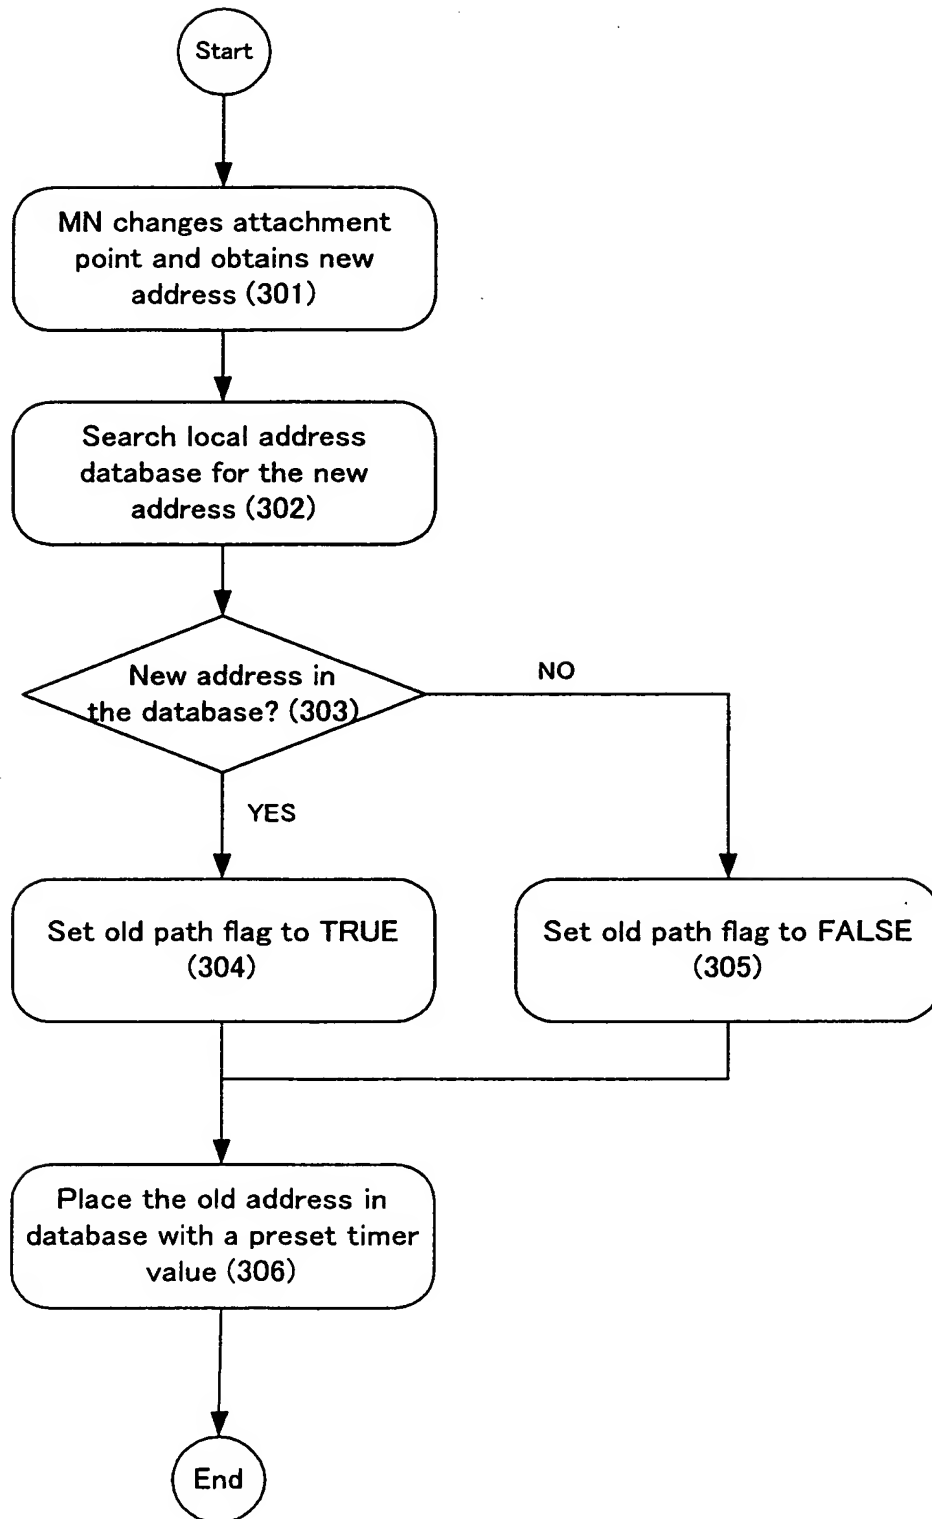 Start
MN changes attachment
point and obtains new
address (301)
Search local address
database for the new
address (302)
New address in
the database? (303)
NO
YES
Set old path flag to TRUE
(304)
Set old path flag to FALSE
(305)
Place the old address in
database with a preset timer
value (306)
End